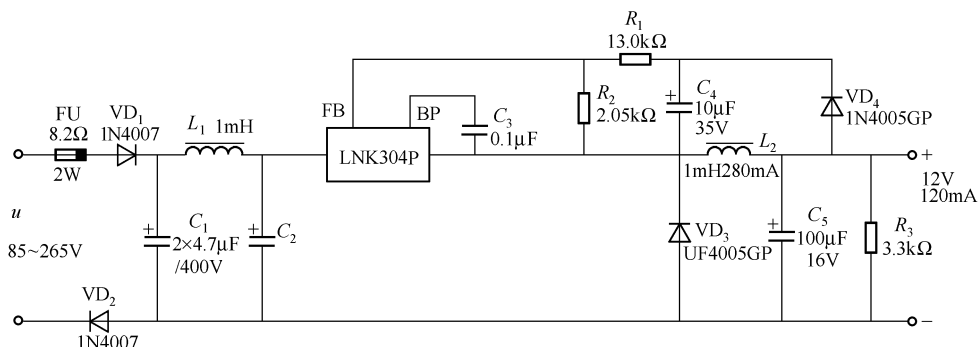 R1
13.0kΩ
FU
8.2Ω
2W
VD1
1N4007
L1 1mH
FB
BP
C3
0.1μF
R2
2.05kΩ
C4
10μF
35V
VD4
1N4005GP
LNK304P
L2
1mH280mA
+
12V
120mA
u
85~265V
+
C1
2×4.7μF
/400V
+
C2
VD3
UF4005GP
+
C5
100μF
16V
R3
3.3kΩ
VD2
1N4007
+
−